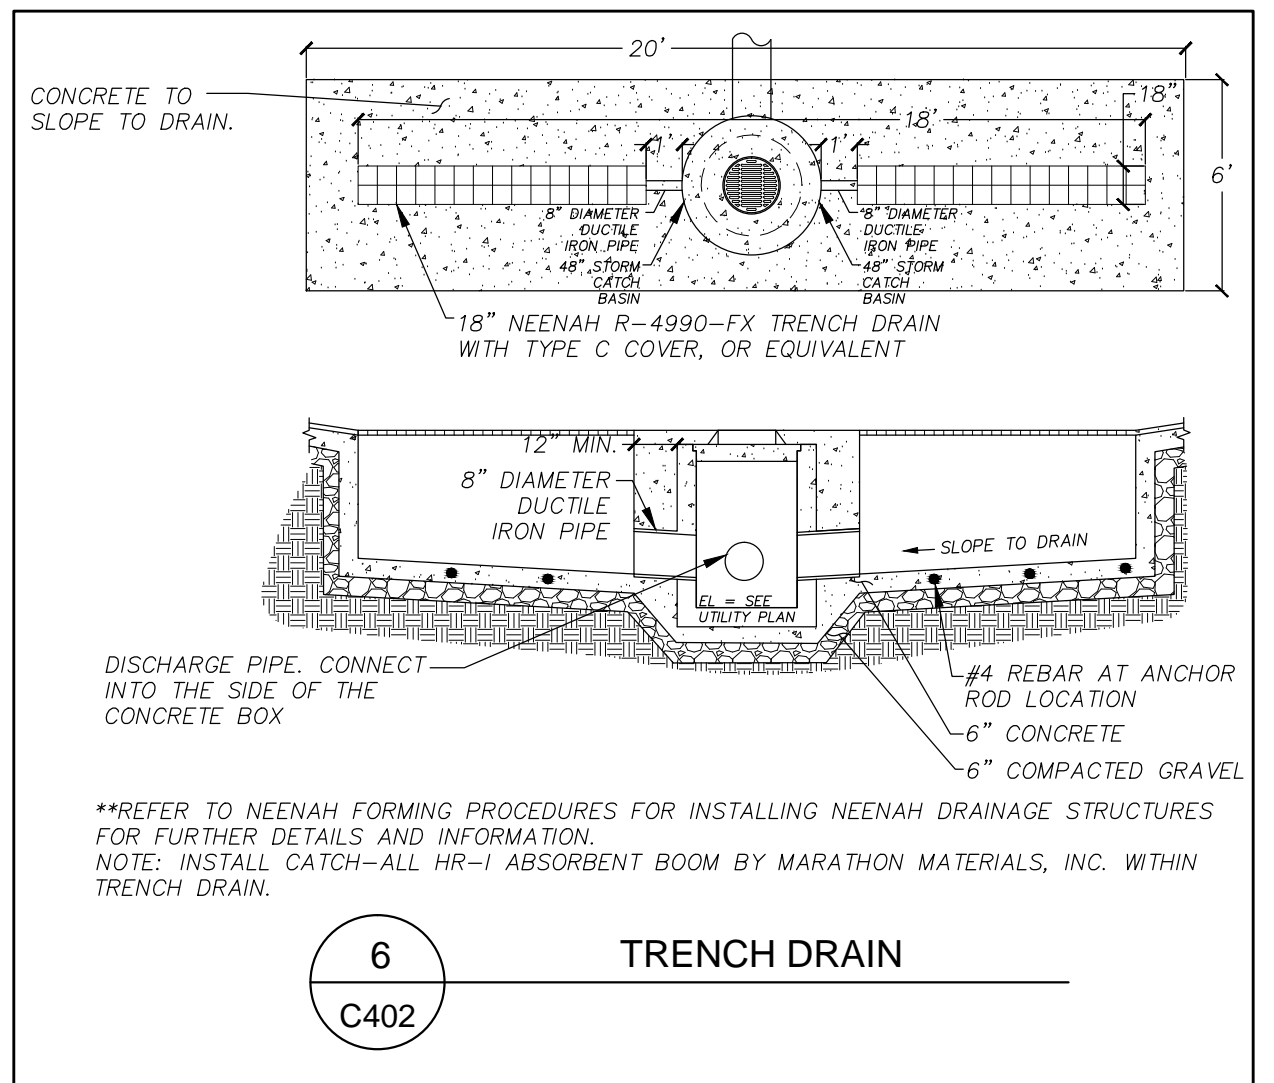 20'
CONCRETE TO
SLOPE TO DRAIN.
18"
18'
1'
1'
6'
8" DIAMETER
DUCTILE
IRON PIPE
8" DIAMETER
DUCTILE
IRON PIPE
48" STORM
CATCH
BASIN
48" STORM
CATCH
BASIN
18" NEENAH R-4990-FX TRENCH DRAIN
WITH TYPE C COVER, OR EQUIVALENT
12" MIN.
8" DIAMETER
DUCTILE
IRON PIPE
SLOPE TO DRAIN
EL = SEE
UTILITY PLAN
DISCHARGE PIPE. CONNECT
INTO THE SIDE OF THE
CONCRETE BOX
#4 REBAR AT ANCHOR
ROD LOCATION
6" CONCRETE
6" COMPACTED GRAVEL
**REFER TO NEENAH FORMING PROCEDURES FOR INSTALLING NEENAH DRAINAGE STRUCTURES
FOR FURTHER DETAILS AND INFORMATION.
NOTE: INSTALL CATCH-ALL HR-I ABSORBENT BOOM BY MARATHON MATERIALS, INC. WITHIN
TRENCH DRAIN.
6
C402
TRENCH DRAIN